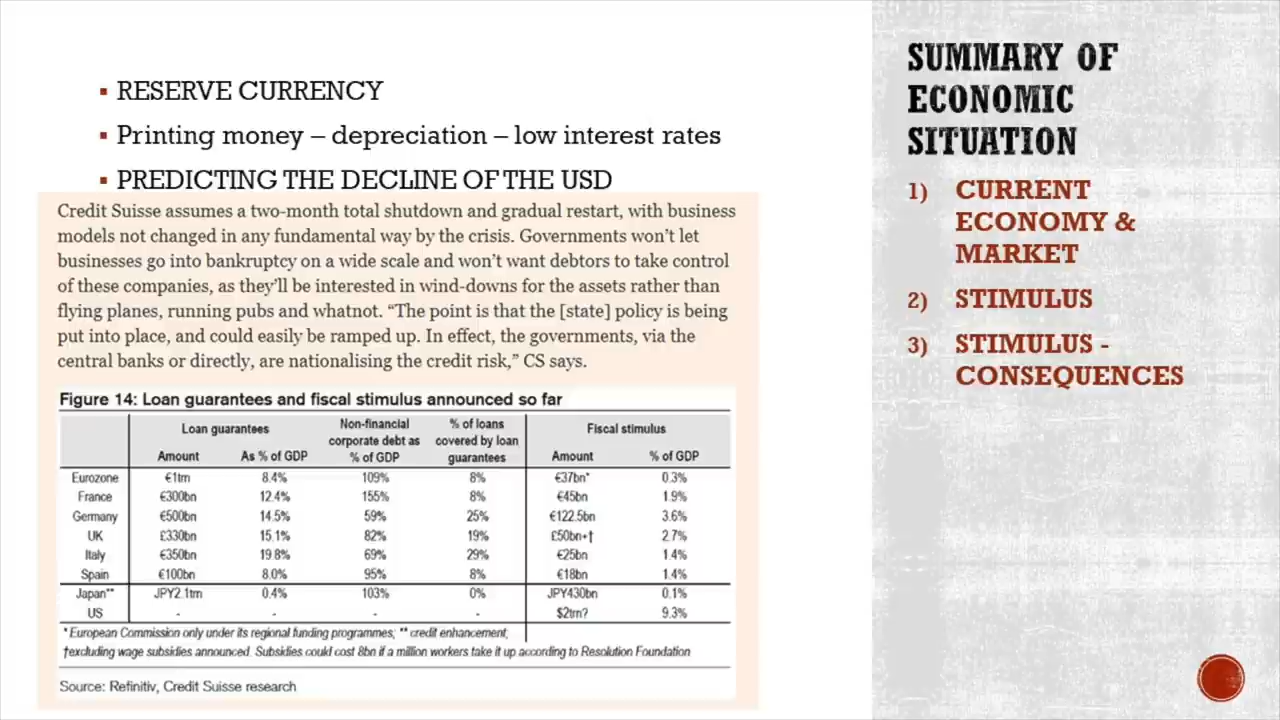 RESERVE CURRENCY
Printing money – depreciation – low interest rates
PREDICTING THE DECLINE OF THE USD
Credit Suisse assumes a two-month total shutdown and gradual restart, with business
models not changed in any fundamental way by the crisis. Governments won't let
businesses go into bankruptcy on a wide scale and won't want debtors to take control
of these companies, as they'll be interested in wind-downs for the assets rather than
flying planes, running pubs and whatnot. “The point is that the [state] policy is being
put into place, and could easily be ramped up. In effect, the governments, via the
central banks or directly, are nationalising the credit risk,” CS says.
Figure 14: Loan guarantees and fiscal stimulus announced so far
Loan guarantees Non-financial corporate debt as % of GDP % of loans covered by loan guarantees Fiscal stimulus
Amount As % of GDP Amount % of GDP
Eurozone €1trn 8.4% 109% 8% €37bn* 0.3%
France €300bn 12.4% 155% 8% €45bn 1.9%
Germany €500bn 14.5% 59% 25% €122.5bn 3.6%
UK £330bn 15.1% 82% 19% £50bn+† 2.7%
Italy €350bn 19.8% 69% 29% €25bn 1.4%
Spain €100bn 8.0% 95% 8% €18bn 1.4%
Japan** JPY2.1trn 0.4% 103% 0% JPY430bn 0.1%
US - - - - $2trn? 9.3%
* European Commission only under its regional funding programmes; ** credit enhancement;
†excluding wage subsidies announced. Subsidies could cost 8bn if a million workers take it up according to Resolution Foundation
Source: Refinitiv, Credit Suisse research
SUMMARY OF
ECONOMIC
SITUATION
1) CURRENT
ECONOMY &
MARKET
2) STIMULUS
3) STIMULUS -
CONSEQUENCES